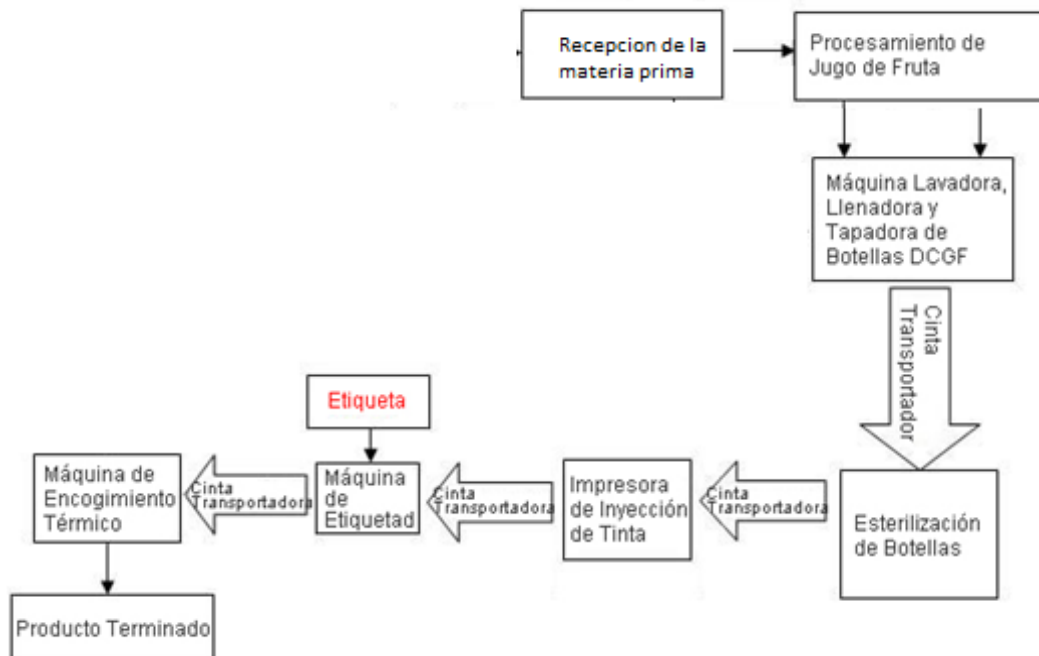 Recepcion de la
materia prima
Procesamiento de
Jugo de Fruta
Máquina Lavadora,
Llenadora y
Tapadora de
Botellas DCGF
Cinta
Transportador
Esterilización
de Botellas
Cinta
Transportadora
Impresora
de Inyección
de Tinta
Cinta
Transportadora
Etiqueta
Máquina
de
Etiquetad
Cinta
Transportadora
Máquina de
Encogimiento
Térmico
Producto Terminado